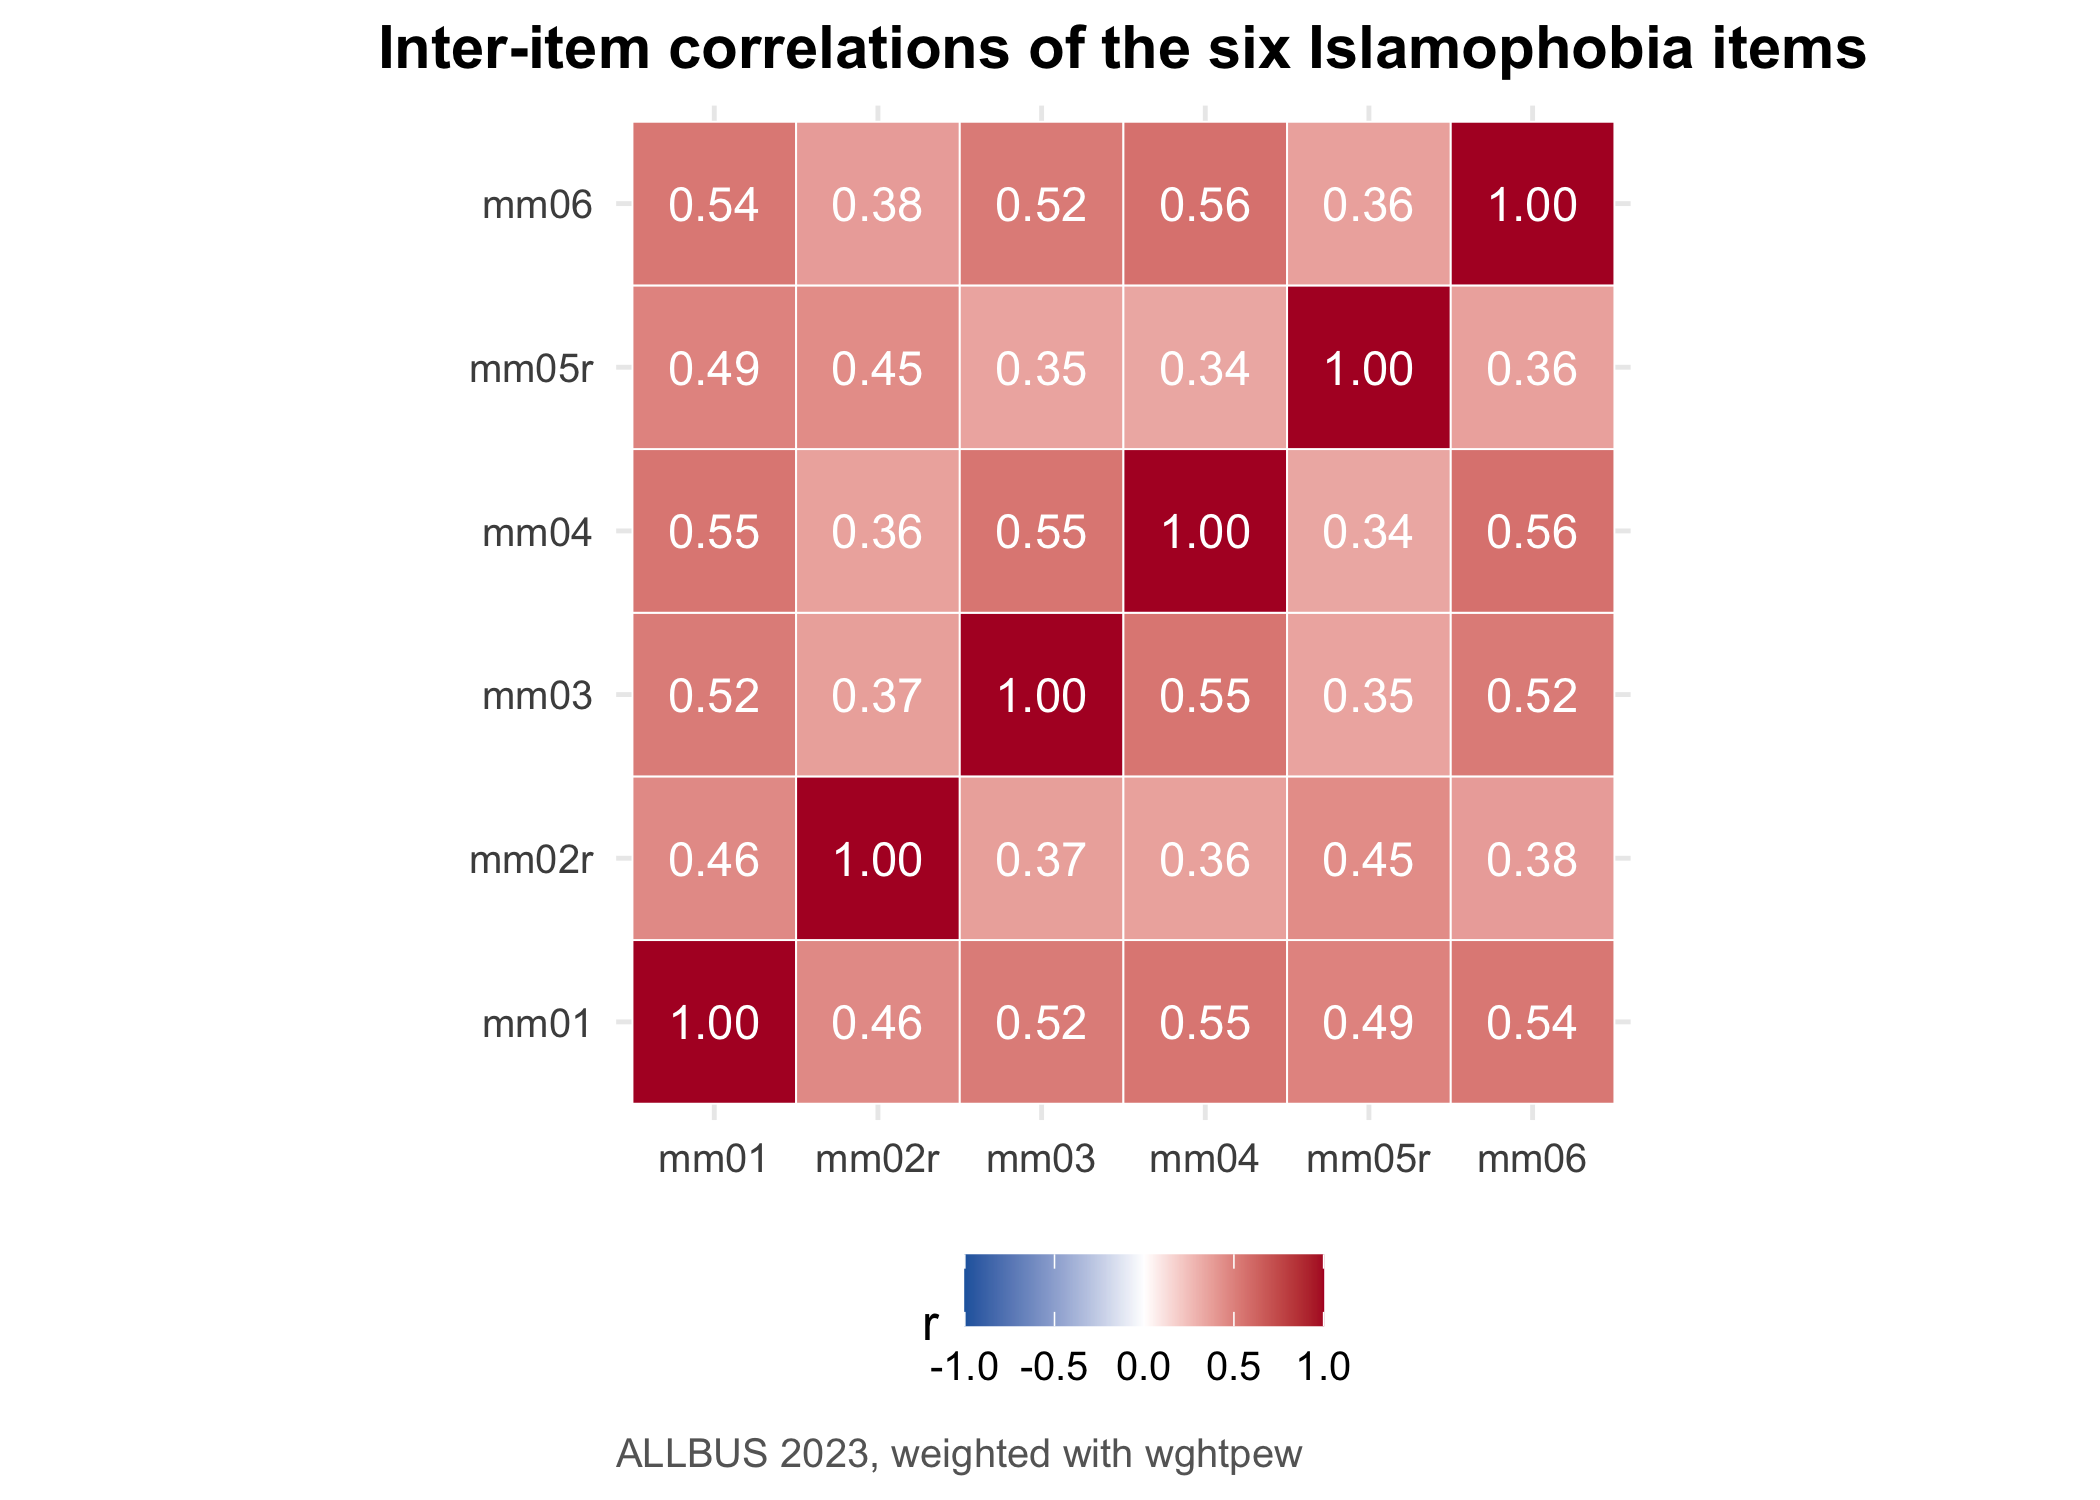 Inter-item correlations of the six Islamophobia items
mm06 0.54 0.38 0.52 0.56 0.36 1.00
mm05r 0.49 0.45 0.35 0.34 1.00 0.36
mm04 0.55 0.36 0.55 1.00 0.34 0.56
mm03 0.52 0.37 1.00 0.55 0.35 0.52
mm02r 0.46 1.00 0.37 0.36 0.45 0.38
mm01 1.00 0.46 0.52 0.55 0.49 0.54
mm01 mm02r mm03 mm04 mm05r mm06
r
-1.0 -0.5 0.0 0.5 1.0
ALLBUS 2023, weighted with wghtpew